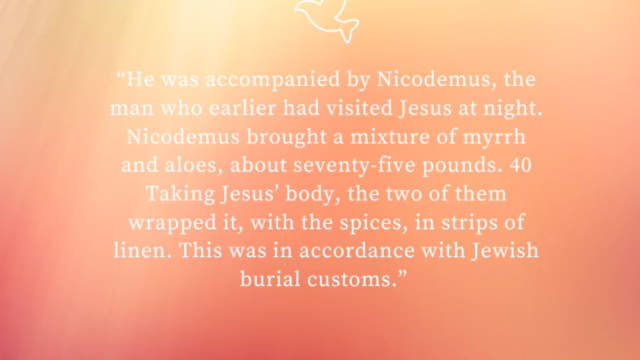 “He was accompanied by Nicodemus, the
man who earlier had visited Jesus at night.
Nicodemus brought a mixture of myrrh
and aloes, about seventy-five pounds. 40
Taking Jesus’ body, the two of them
wrapped it, with the spices, in strips of
linen. This was in accordance with Jewish
burial customs.”